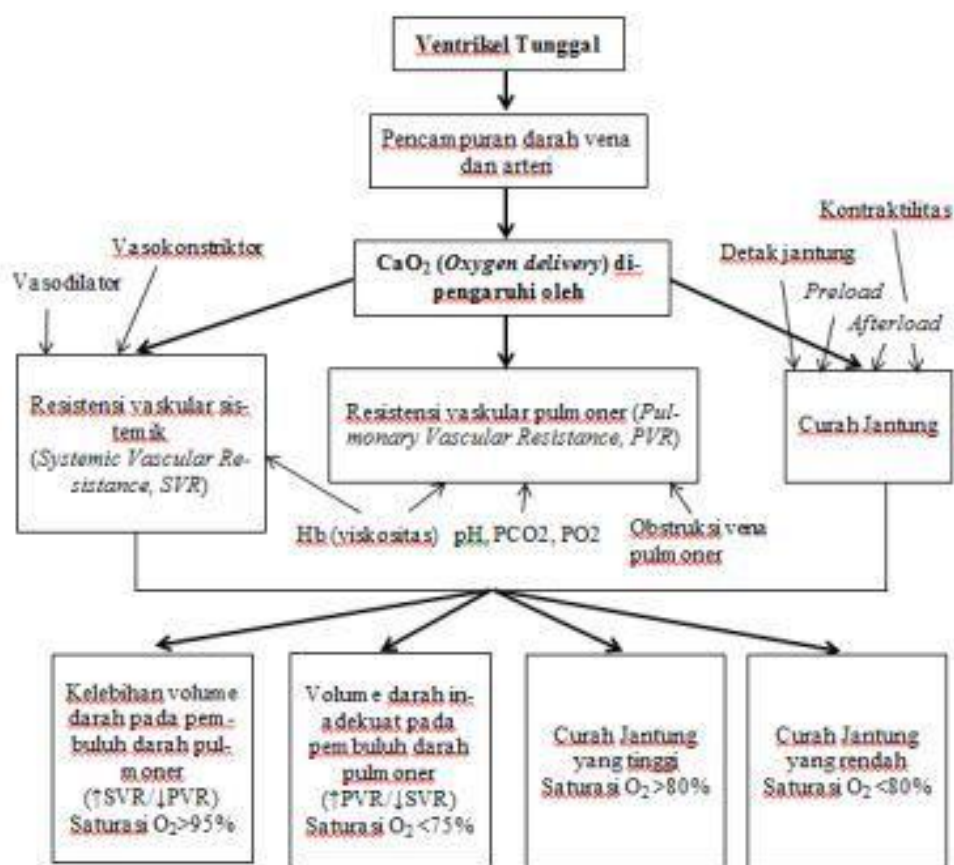 Ventrikel Tunggal
Pencampuran darah vena
dan arteri
Kontraktilitas
Vasokonstriktor
Detak jantung
Vasodilator
CaO₂ (Oxygen delivery) di-
pengaruhi oleh
Preload
Afterload
Resistensi vaskular sis-
temik
(Systemic Vascular Re-
sistance, SVR)
Resistensi vaskular pulmoner (Pul-
monary Vascular Resistance, PVR)
Curah Jantung
Hb (viskositas)
pH, PCO2, PO2
Obstruksi vena
pulmoner
Kelebihan volume
darah pada pem-
buluh darah pul-
moner
(↑SVR/↓PVR)
Saturasi O₂>95%
Volume darah in-
adekuat pada
pembuluh darah
pulmoner
(↑PVR/↓SVR)
Saturasi O₂ <75%
Curah Jantung
yang tinggi
Saturasi O₂ >80%
Curah Jantung
yang rendah
Saturasi O₂ <80%